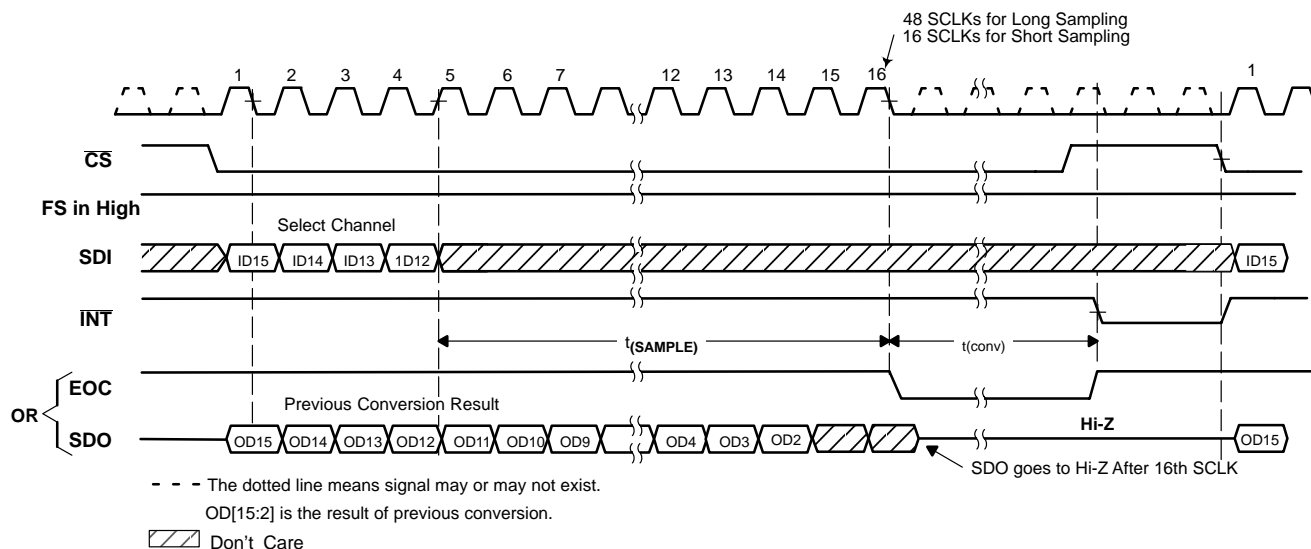 48 SCLKs for Long Sampling
16 SCLKs for Short Sampling
1 2 3 4 5 6 7 12 13 14 15 16 1
CS
FS in High
Select Channel
SDI ID15 ID14 ID13 1D12 ID15
INT
t(SAMPLE) t(conv)
EOC
OR
Previous Conversion Result
SDO OD15 OD14 OD13 OD12 OD11 OD10 OD9 OD4 OD3 OD2 Hi-Z OD15
SDO goes to Hi-Z After 16th SCLK
The dotted line means signal may or may not exist.
OD[15:2] is the result of previous conversion.
Don't Care